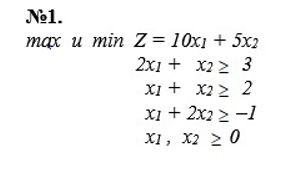 №1.
max и min Z = 10x1 + 5x2
2x1 + x2 ≥ 3
x1 + x2 ≥ 2
x1 + 2x2 ≥ −1
x1 , x2 ≥ 0